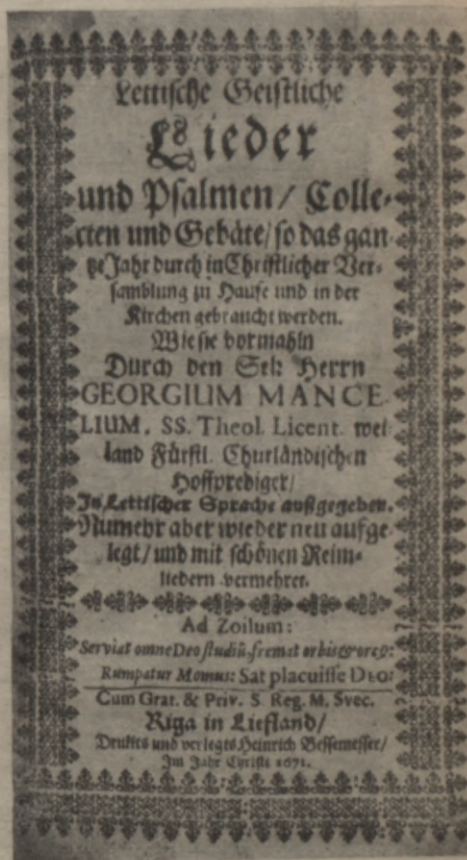 Lettische Geistliche
Lieder
und Psalmen / Colle-
cten und Gebäte / so das gan-
tze Jahr durch in Christlicher Ver-
samblung zu Hause und in der
Kirchen gebraucht werden.
Wie sie vormahln
Durch den Sel: Herrn
GEORGIUM MANCE-
LIUM, SS. Theol. Licent. wei-
land Fürstl. Churländischen
Hoffprediger /
In Lettischer Sprache außgegeben.
Numehr aber wieder neu aufge-
legt / und mit schönen Reim-
liedern vermehret.
Ad Zoilum:
Serviat omne Deo studiũ, fremat orbis
Rumpatur Momus: Sat placuisse DEO:
Cum Grat. & Priv. S. Reg. M. Svec.
Riga in Liefland /
Druckts und verlegts Heinrich Bessemesser /
Im Jahr Christi 1671.